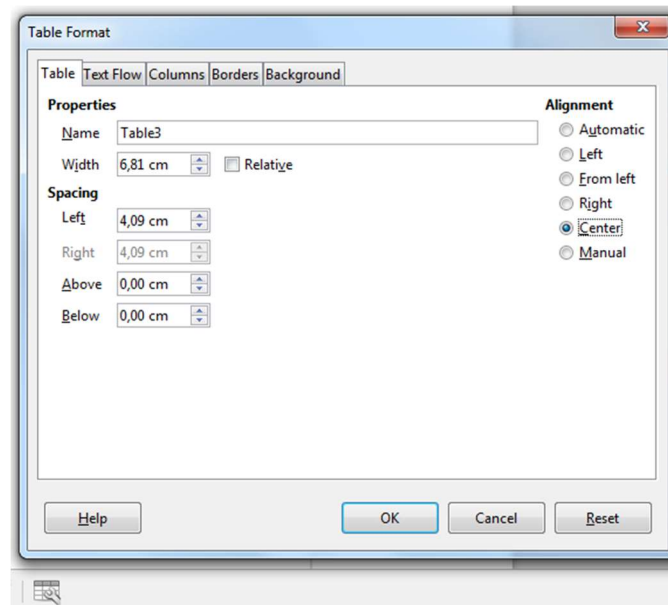 Table Format
Table Text Flow Columns Borders Background
Properties
Name Table3
Width 6,81 cm Relative
Spacing
Left 4,09 cm
Right 4,09 cm
Above 0,00 cm
Below 0,00 cm
Alignment
Automatic
Left
From left
Right
Center
Manual
Help OK Cancel Reset